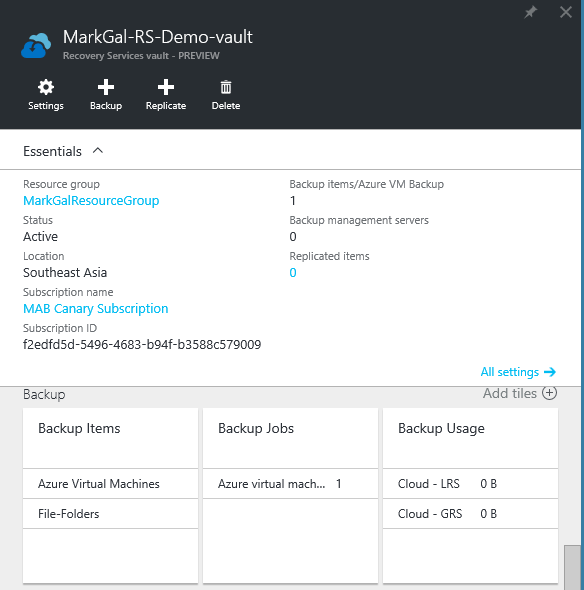 MarkGal-RS-Demo-vault
Recovery Services vault - PREVIEW
Settings
Backup
Replicate
Delete
Essentials
Resource group
MarkGalResourceGroup
Status
Active
Location
Southeast Asia
Subscription name
MAB Canary Subscription
Subscription ID
f2edfd5d-5496-4683-b94f-b3588c579009
Backup items/Azure VM Backup
1
Backup management servers
0
Replicated items
0
All settings
Backup
Add tiles
Backup Items
Azure Virtual Machines
File-Folders
Backup Jobs
Azure virtual mach... 1
Backup Usage
Cloud - LRS 0 B
Cloud - GRS 0 B